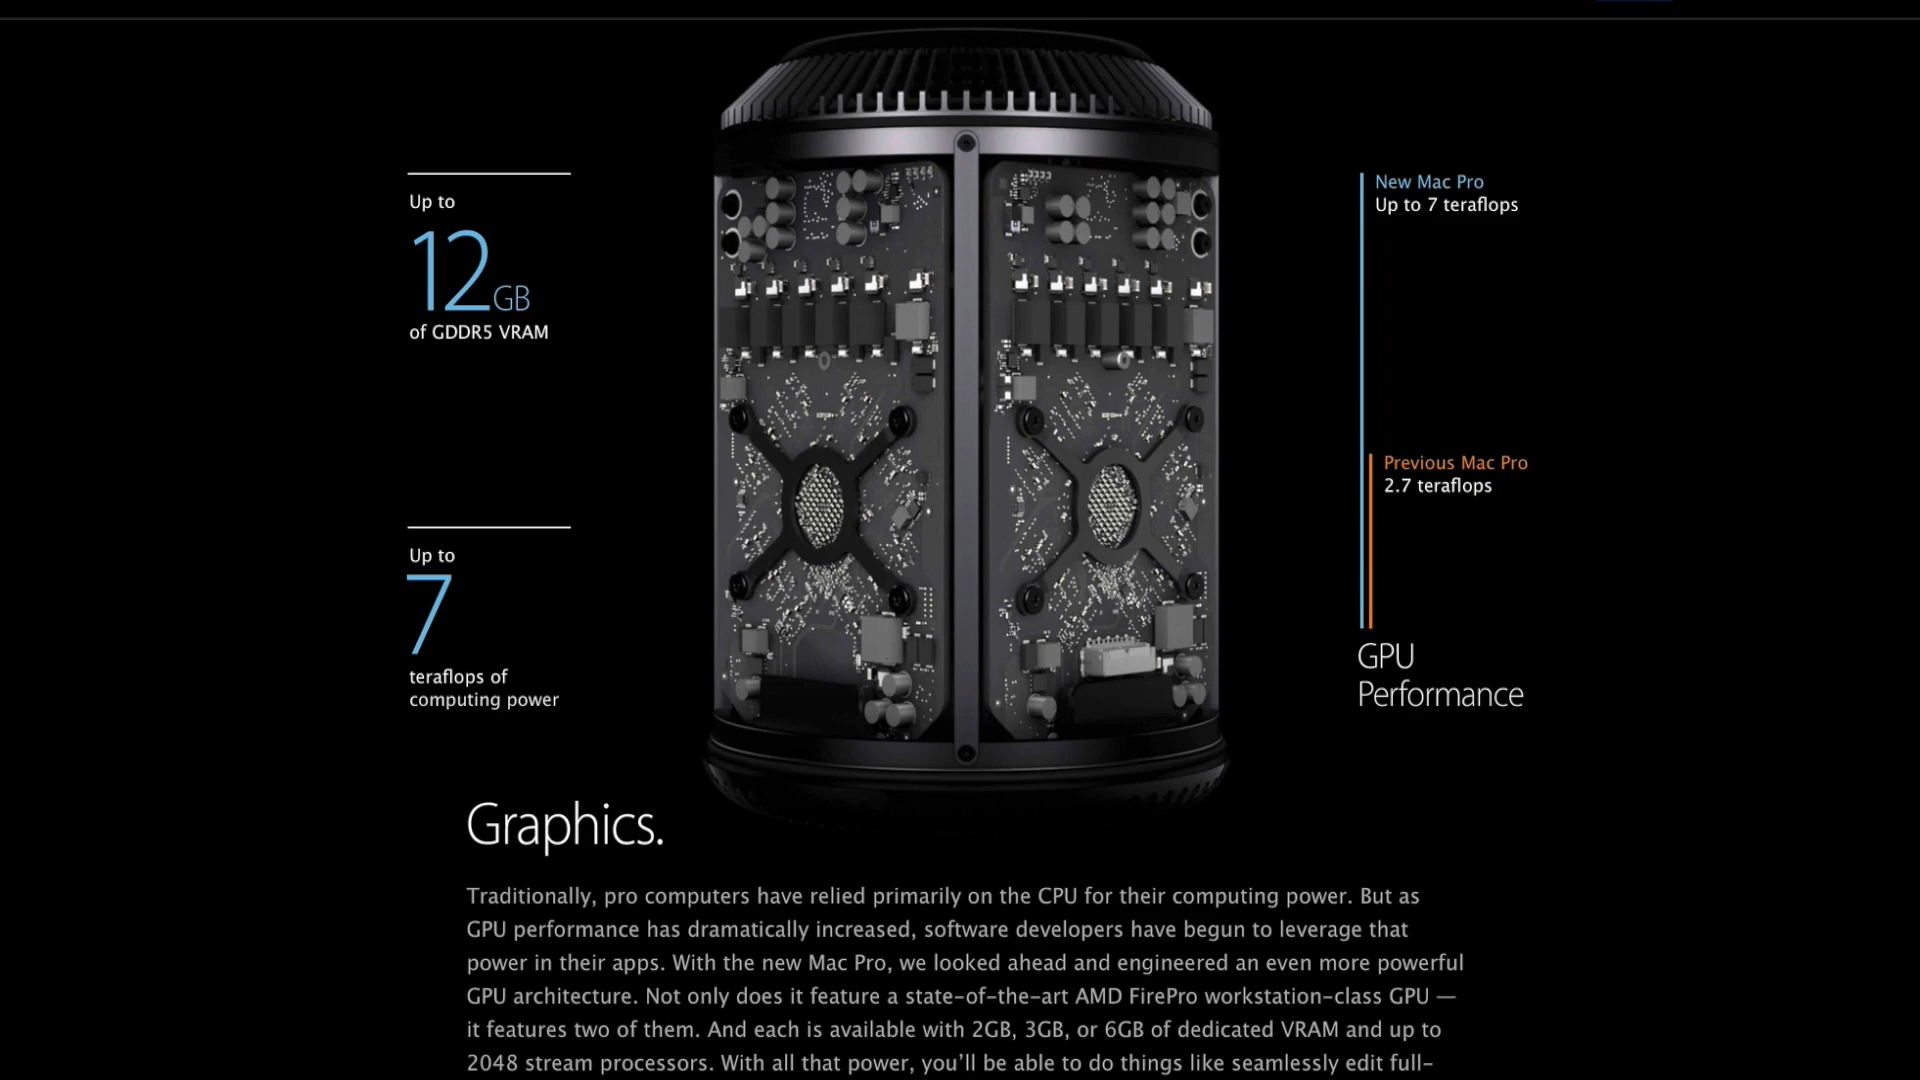 Up to
12GB
of GDDR5 VRAM
Up to
7
teraflops of
computing power
New Mac Pro
Up to 7 teraflops
Previous Mac Pro
2.7 teraflops
GPU
Performance
Graphics.
Traditionally, pro computers have relied primarily on the CPU for their computing power. But as
GPU performance has dramatically increased, software developers have begun to leverage that
power in their apps. With the new Mac Pro, we looked ahead and engineered an even more powerful
GPU architecture. Not only does it feature a state-of-the-art AMD FirePro workstation-class GPU —
it features two of them. And each is available with 2GB, 3GB, or 6GB of dedicated VRAM and up to
2048 stream processors. With all that power, you’ll be able to do things like seamlessly edit full-